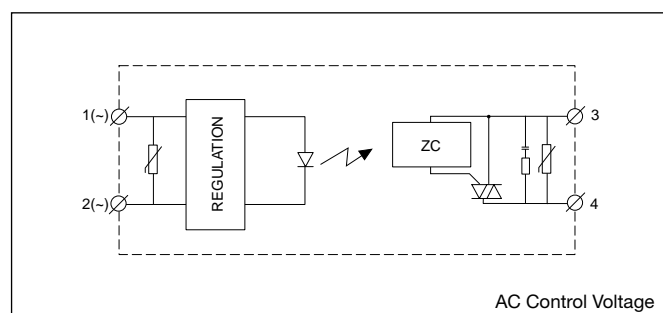 1(~)
3
REGULATION
ZC
2(~)
4
AC Control Voltage